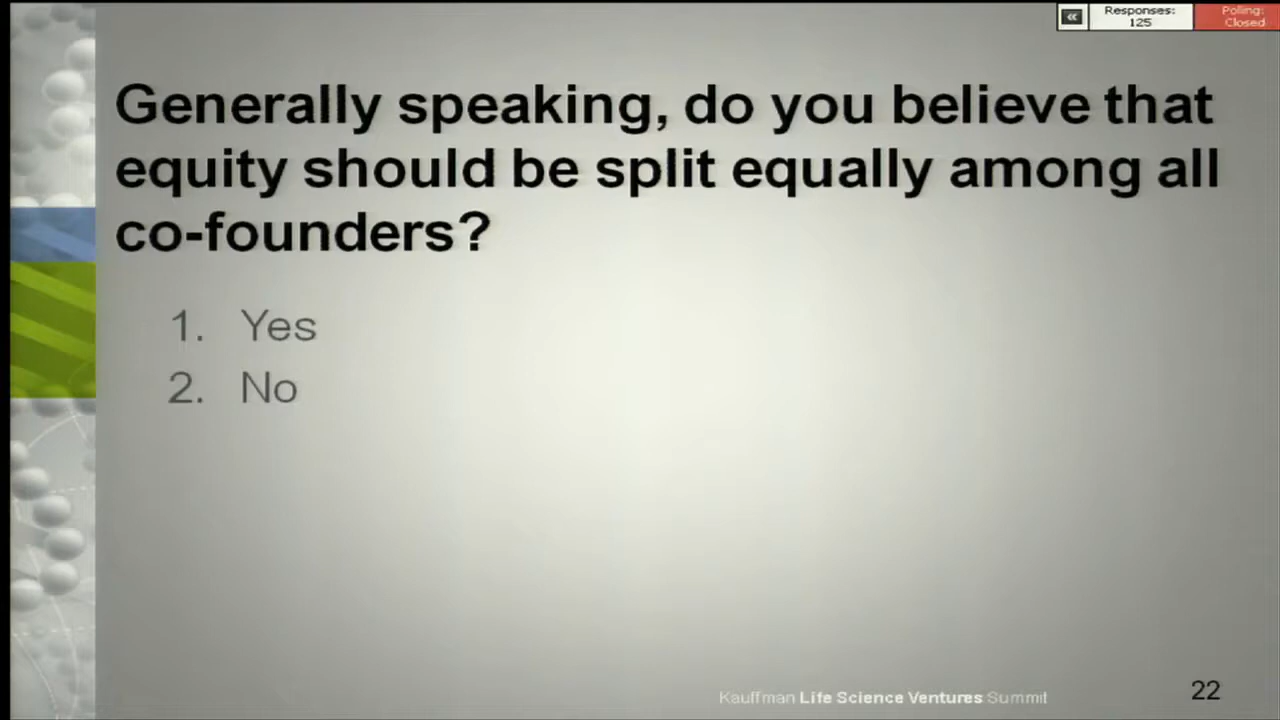 Responses:
125
Polling:
Closed
Generally speaking, do you believe that
equity should be split equally among all
co-founders?
1. Yes
2. No
Kauffman Life Science Ventures Summit
22